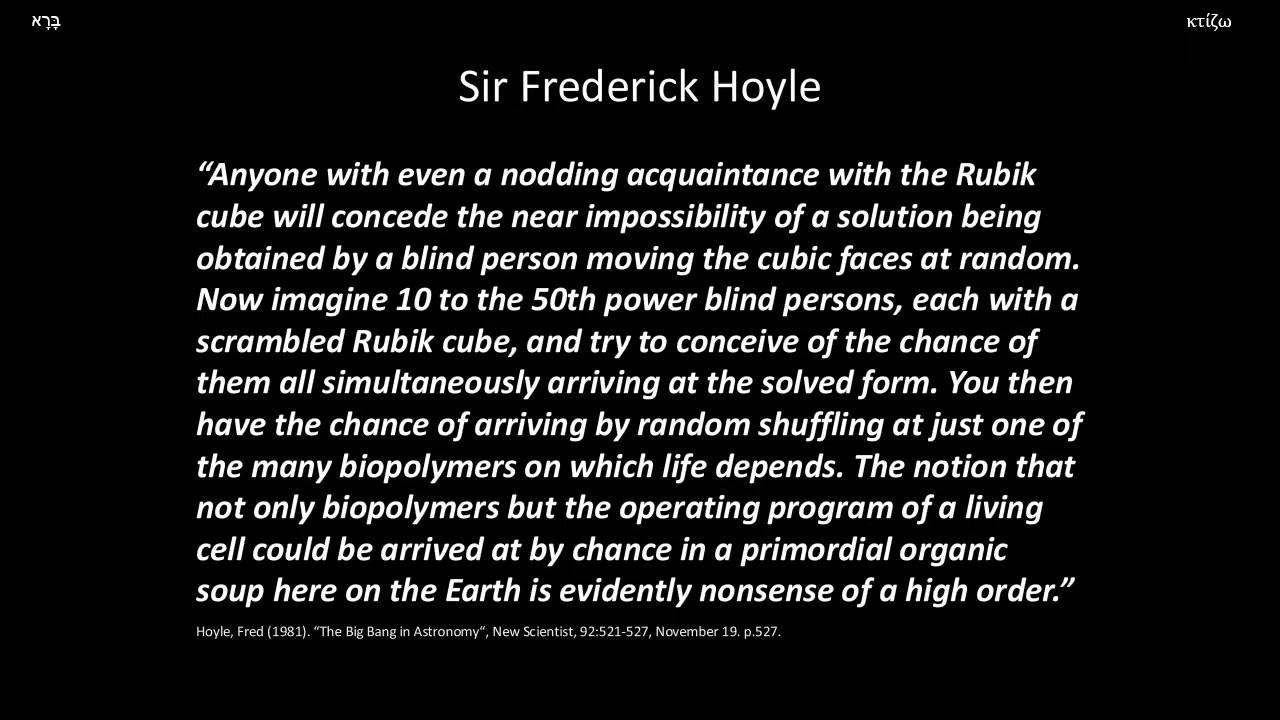 בָּרָא
κτίζω
Sir Frederick Hoyle
“Anyone with even a nodding acquaintance with the Rubik
cube will concede the near impossibility of a solution being
obtained by a blind person moving the cubic faces at random.
Now imagine 10 to the 50th power blind persons, each with a
scrambled Rubik cube, and try to conceive of the chance of
them all simultaneously arriving at the solved form. You then
have the chance of arriving by random shuffling at just one of
the many biopolymers on which life depends. The notion that
not only biopolymers but the operating program of a living
cell could be arrived at by chance in a primordial organic
soup here on the Earth is evidently nonsense of a high order.”
Hoyle, Fred (1981). “The Big Bang in Astronomy“, New Scientist, 92:521-527, November 19. p.527.